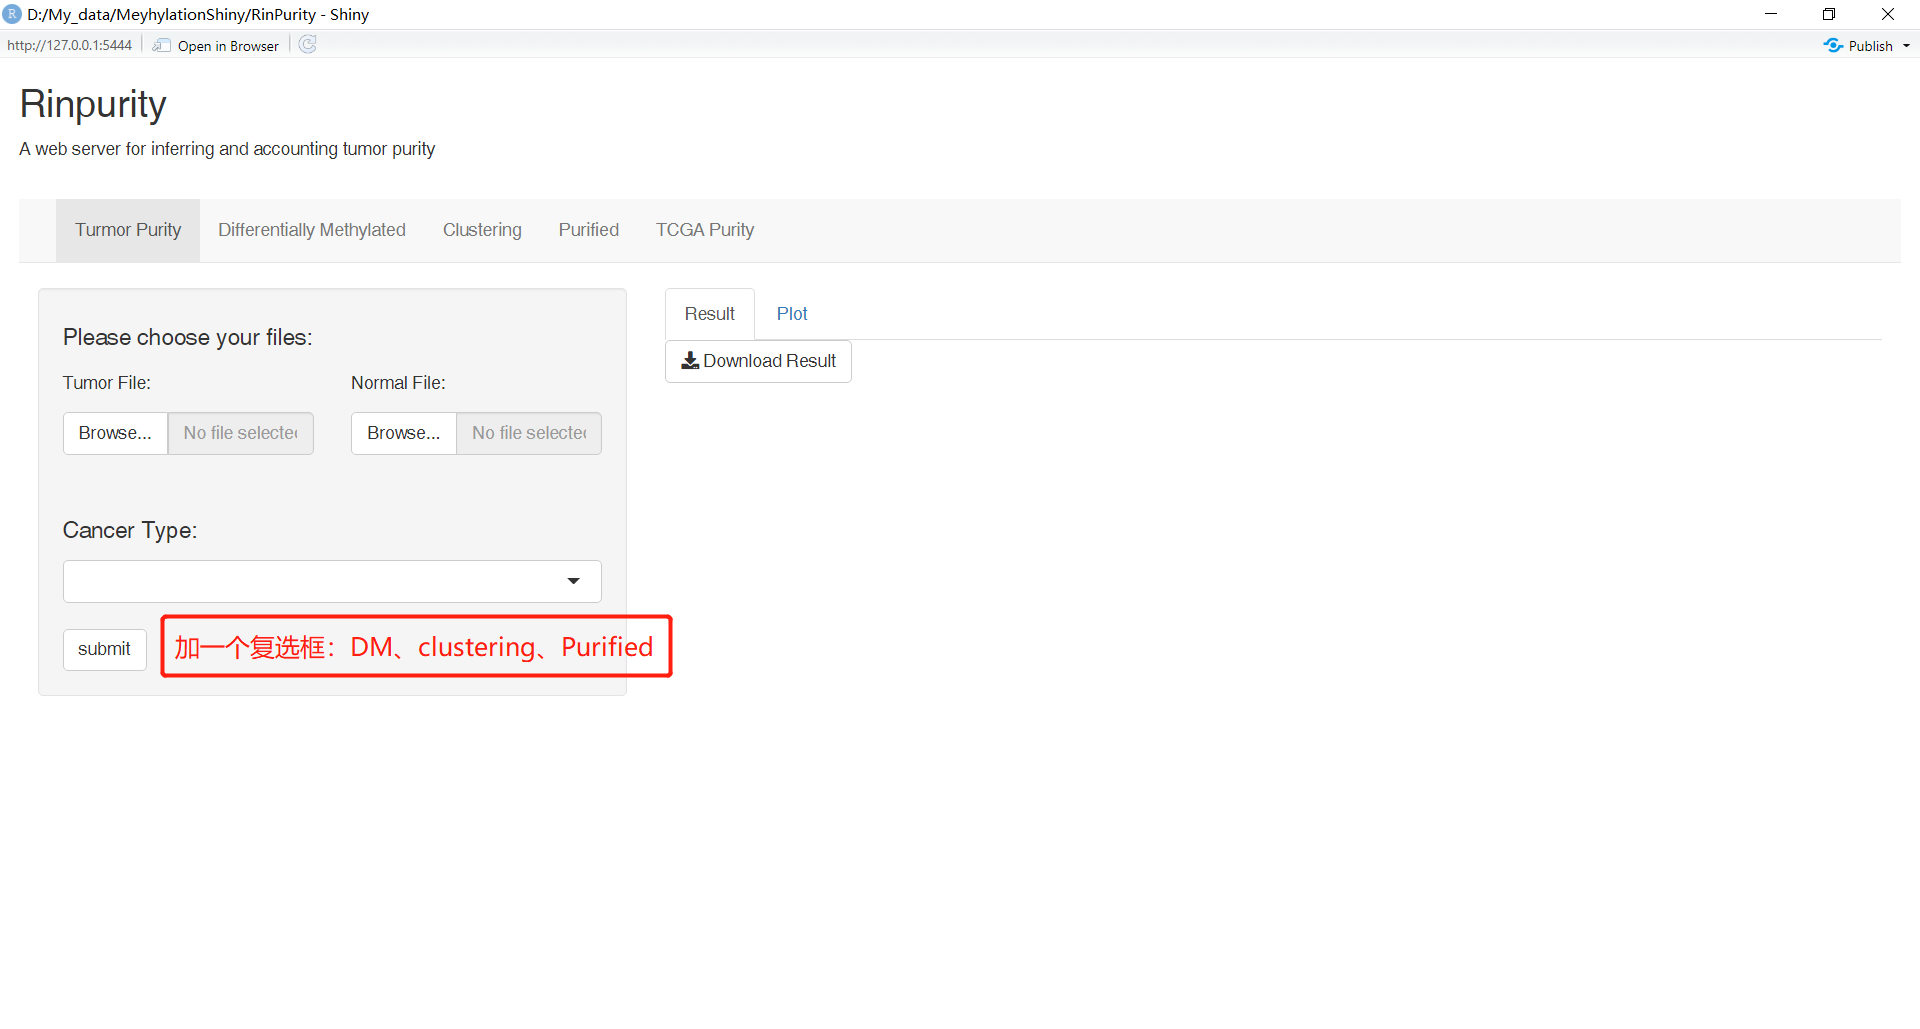 D:/My_data/MeyhylationShiny/RinPurity - Shiny
http://127.0.0.1:5444 Open in Browser Publish
Rinpurity
A web server for inferring and accounting tumor purity
Turmor Purity Differentially Methylated Clustering Purified TCGA Purity
Please choose your files:
Tumor File: Normal File:
Browse... No file selected Browse... No file selected
Cancer Type:
submit 加一个复选框：DM、clustering、Purified
Result Plot
Download Result